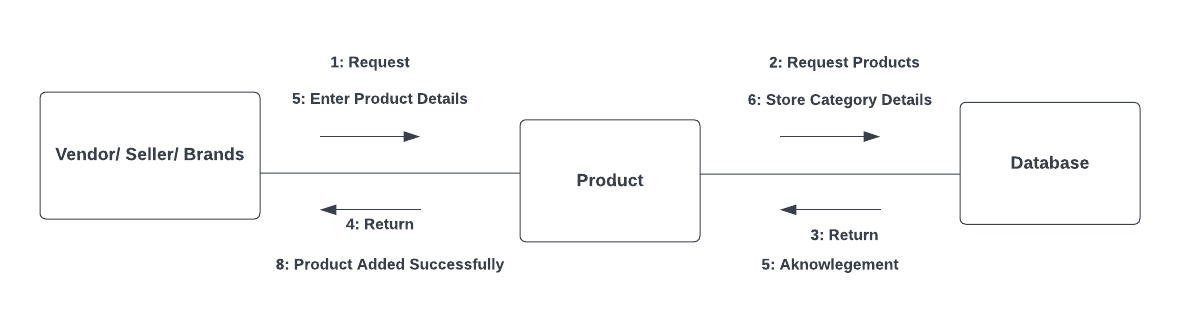 1: Request
2: Request Products
5: Enter Product Details
6: Store Category Details
Vendor/ Seller/ Brands
Product
Database
4: Return
3: Return
8: Product Added Successfully
5: Aknowlegement